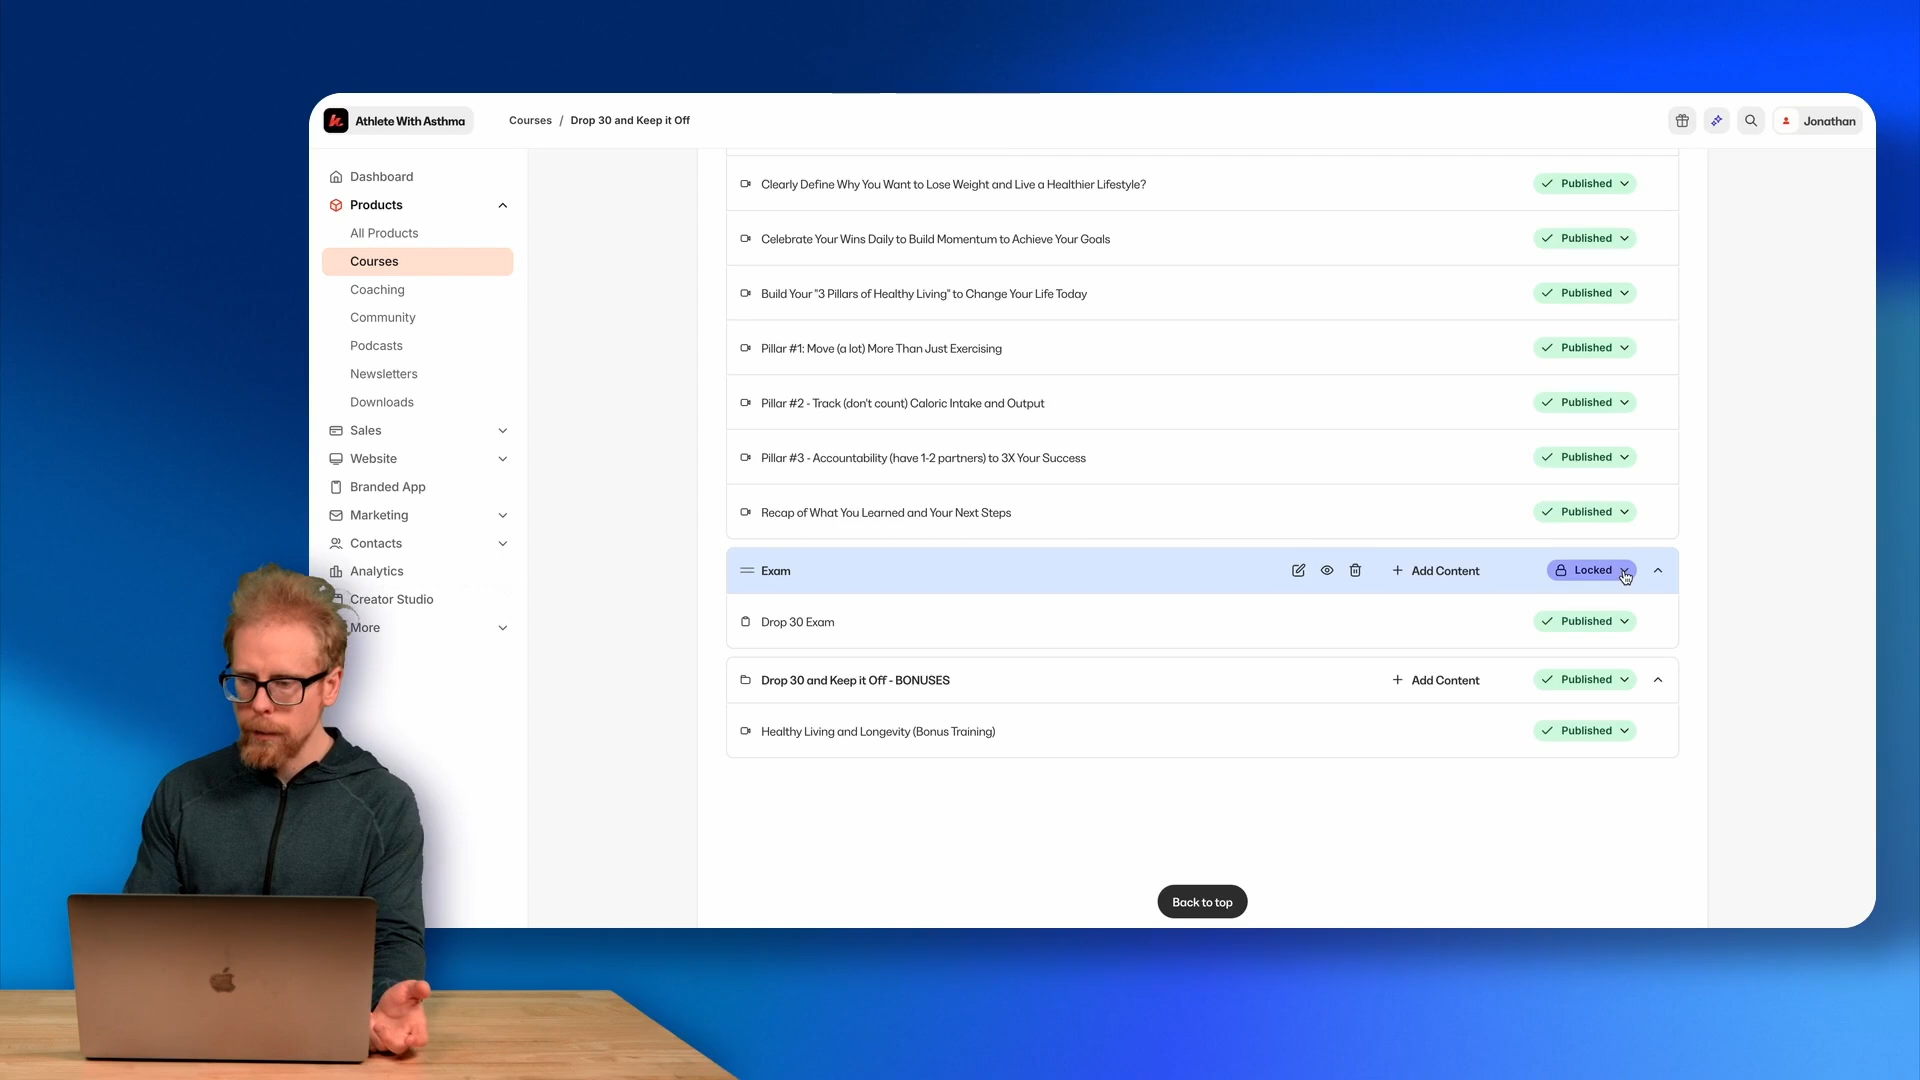 Athlete With Asthma
Courses / Drop 30 and Keep it Off
Jonathan
Dashboard
Products
All Products
Courses
Coaching
Community
Podcasts
Newsletters
Downloads
Sales
Website
Branded App
Marketing
Contacts
Analytics
Creator Studio
More
Clearly Define Why You Want to Lose Weight and Live a Healthier Lifestyle? Published
Celebrate Your Wins Daily to Build Momentum to Achieve Your Goals Published
Build Your "3 Pillars of Healthy Living" to Change Your Life Today Published
Pillar #1: Move (a lot) More Than Just Exercising Published
Pillar #2 - Track (don't count) Caloric Intake and Output Published
Pillar #3 - Accountability (have 1-2 partners) to 3X Your Success Published
Recap of What You Learned and Your Next Steps Published
Exam + Add Content Locked
Drop 30 Exam Published
Drop 30 and Keep it Off - BONUSES + Add Content Published
Healthy Living and Longevity (Bonus Training) Published
Back to top